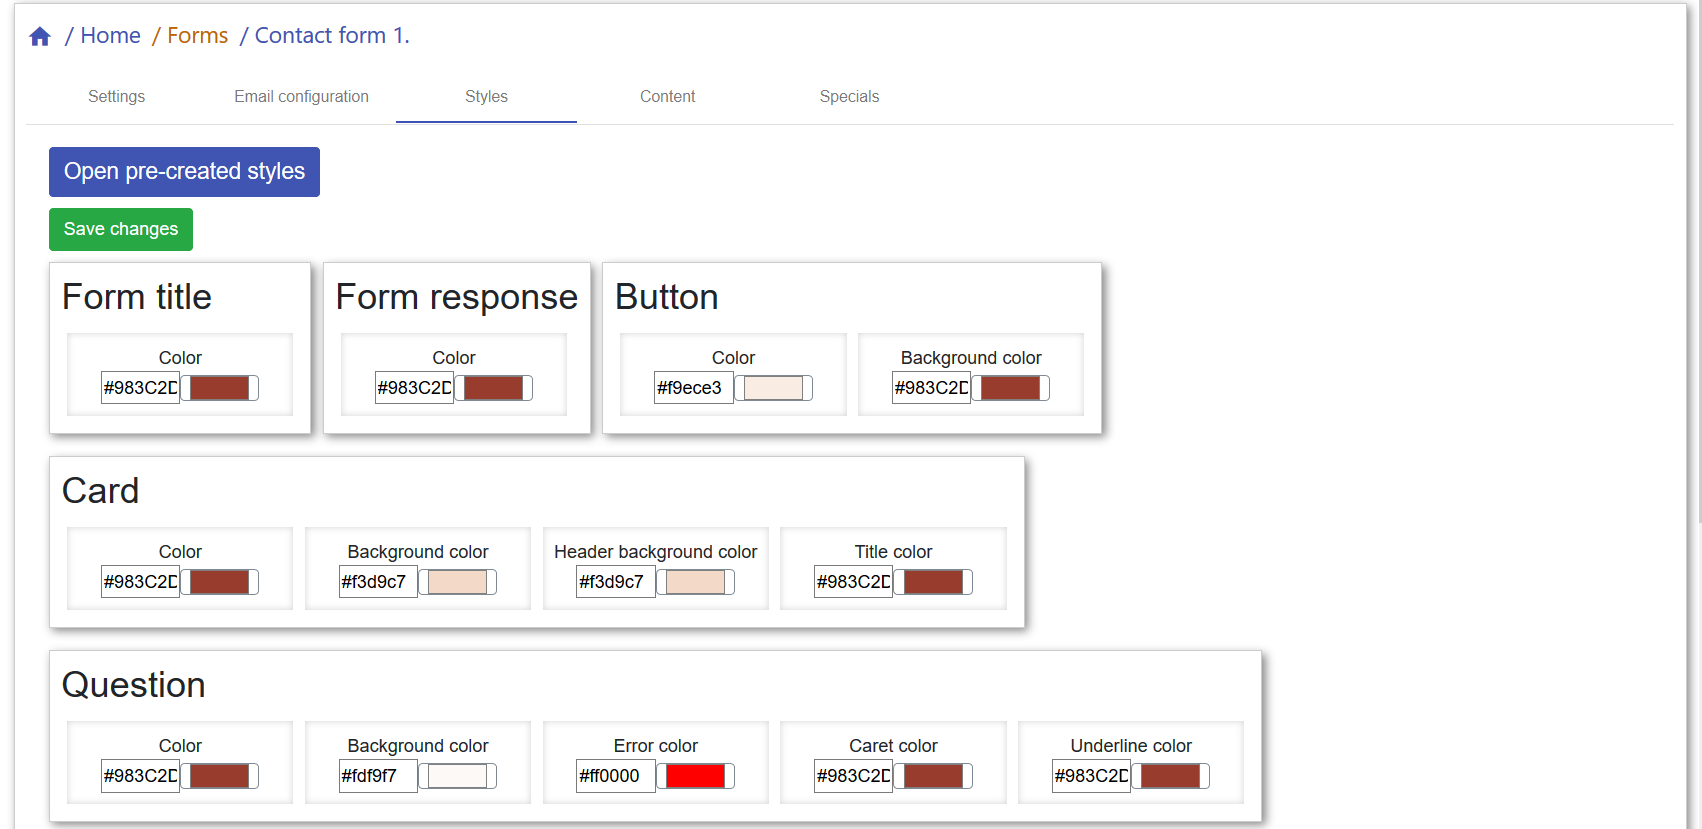 / Home / Forms / Contact form 1.
Settings Email configuration Styles Content Specials
Open pre-created styles
Save changes
Form title Form response Button
Color Color Color Background color
#983C2D #983C2D #f9ece3 #983C2D
Card
Color Background color Header background color Title color
#983C2D #f3d9c7 #f3d9c7 #983C2D
Question
Color Background color Error color Caret color Underline color
#983C2D #fdf9f7 #ff0000 #983C2D #983C2D